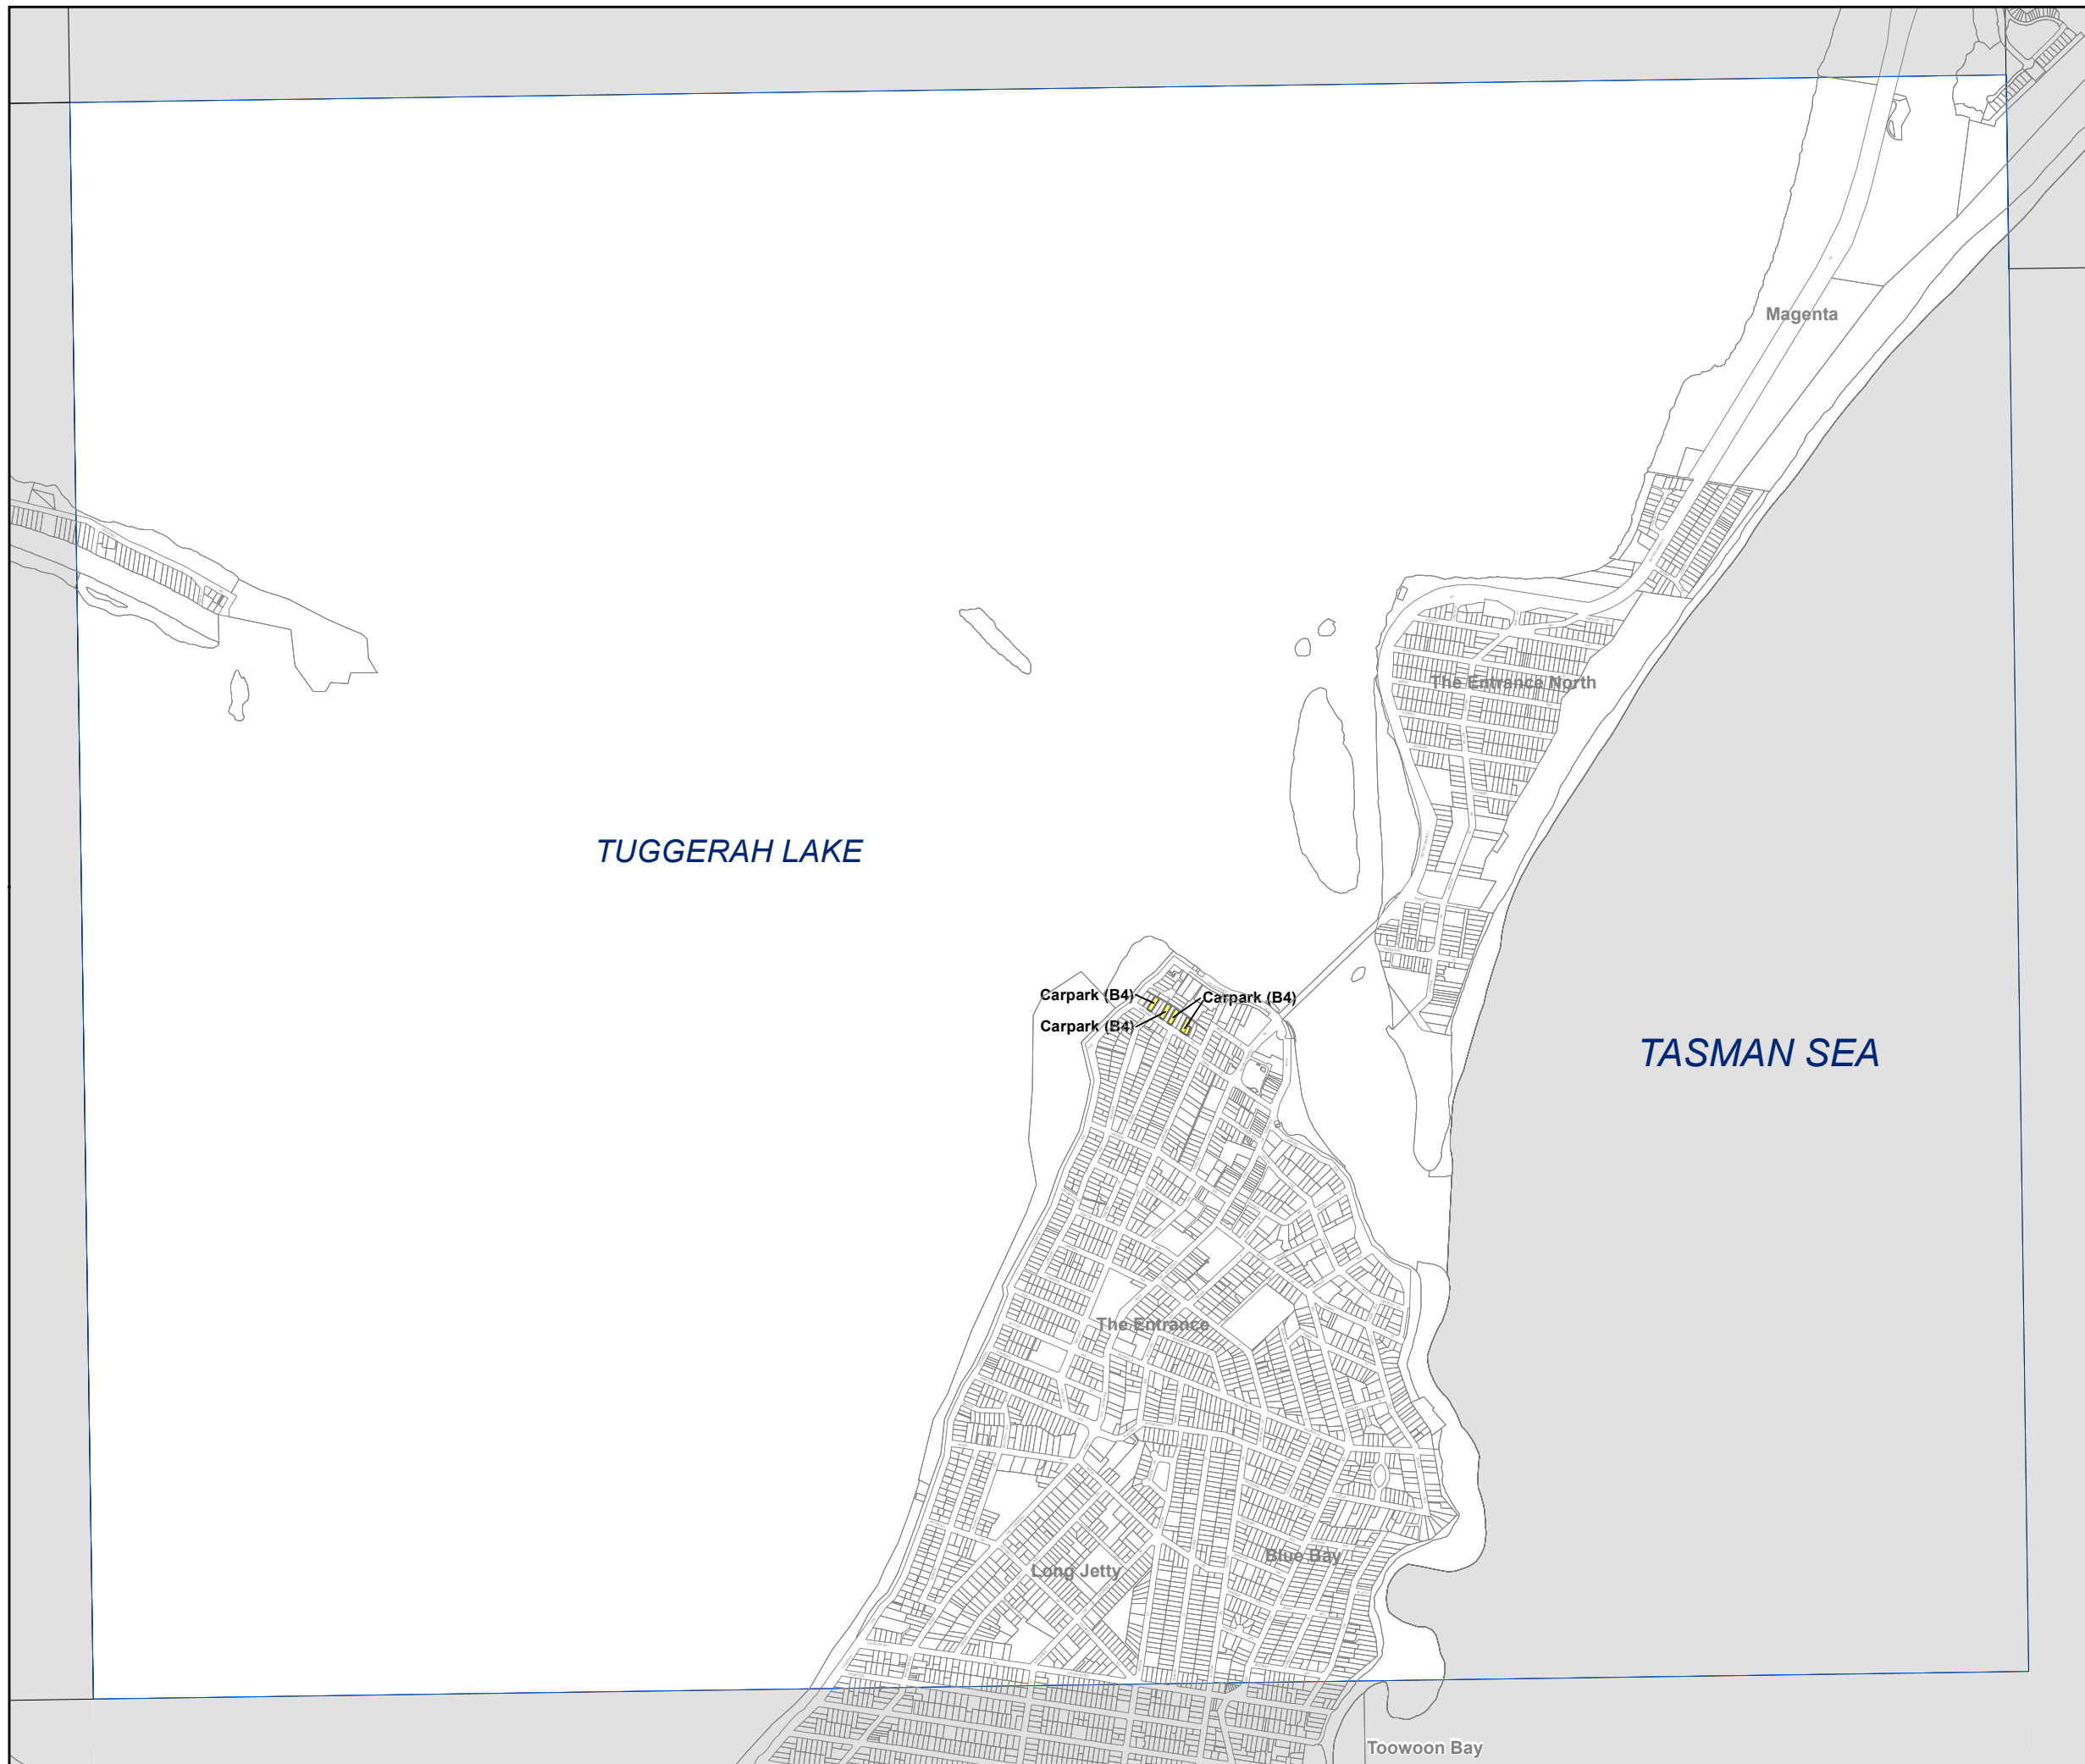 Magenta
The Entrance North
TUGGERAH LAKE
Carpark (B4)
Carpark (B4)
Carpark (B4)
TASMAN SEA
The Entrance
Blue Bay
Long Jetty
Toowoon Bay